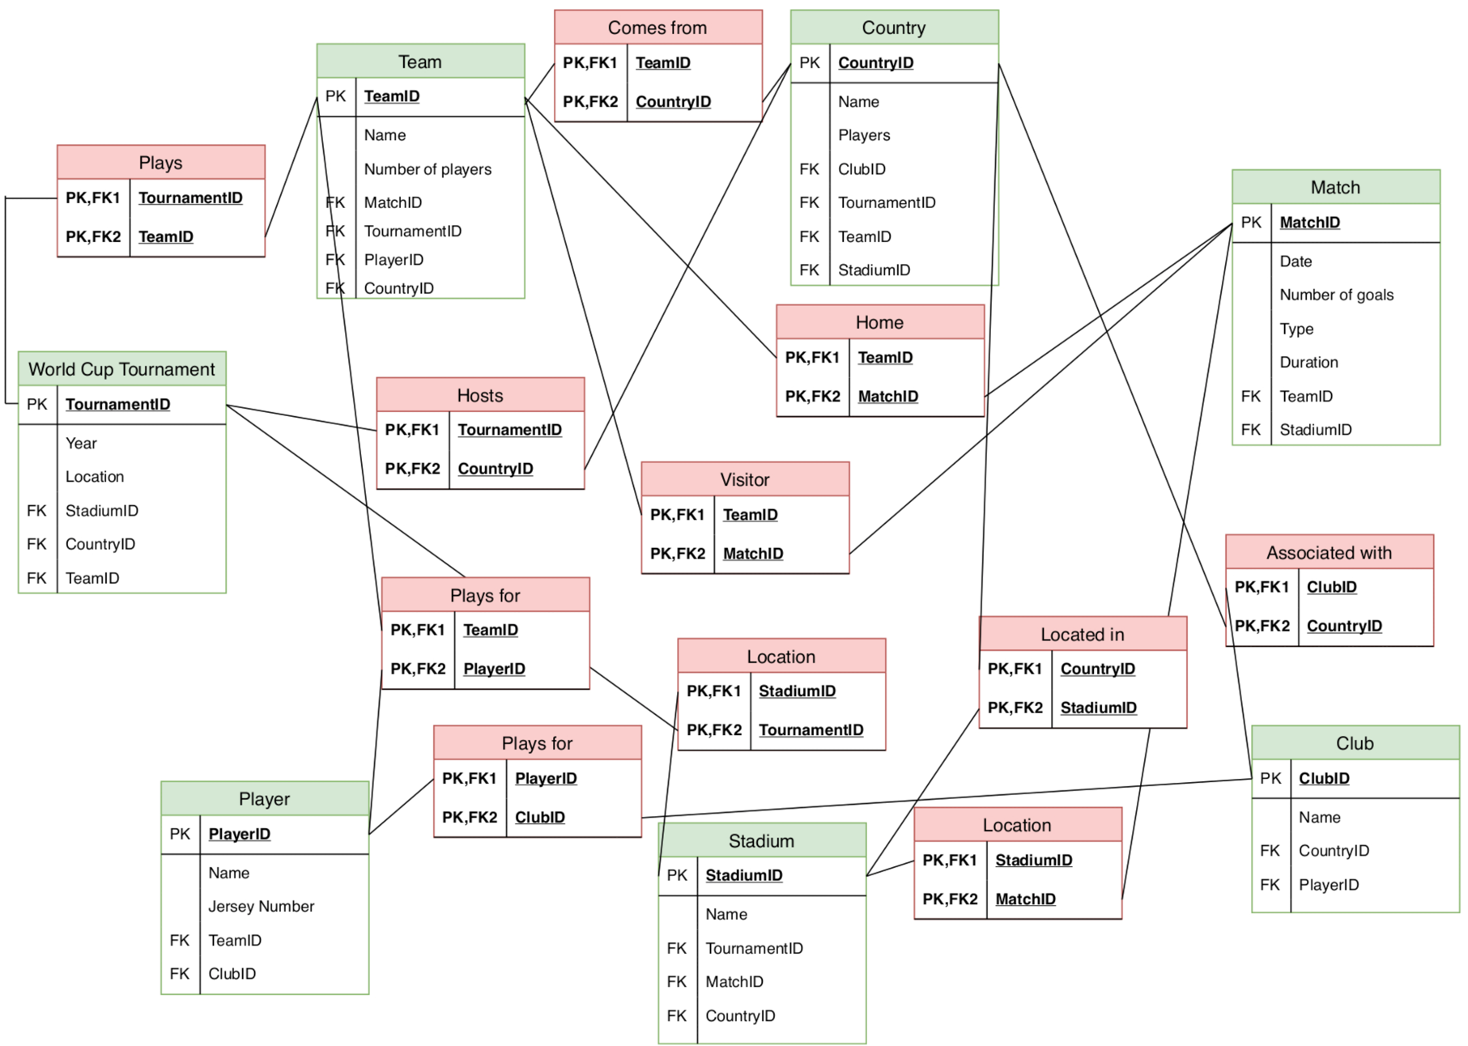 Comes from
PK,FK1 TeamID
PK,FK2 CountryID
Country
PK CountryID
Name
Players
FK ClubID
FK TournamentID
FK TeamID
FK StadiumID
Team
PK TeamID
Name
Number of players
FK MatchID
FK TournamentID
FK PlayerID
FK CountryID
Plays
PK,FK1 TournamentID
PK,FK2 TeamID
Match
PK MatchID
Date
Number of goals
Type
Duration
FK TeamID
FK StadiumID
Home
PK,FK1 TeamID
PK,FK2 MatchID
World Cup Tournament
PK TournamentID
Year
Location
FK StadiumID
FK CountryID
FK TeamID
Hosts
PK,FK1 TournamentID
PK,FK2 CountryID
Visitor
PK,FK1 TeamID
PK,FK2 MatchID
Associated with
PK,FK1 ClubID
PK,FK2 CountryID
Plays for
PK,FK1 TeamID
PK,FK2 PlayerID
Location
PK,FK1 StadiumID
PK,FK2 TournamentID
Located in
PK,FK1 CountryID
PK,FK2 StadiumID
Plays for
PK,FK1 PlayerID
PK,FK2 ClubID
Club
PK ClubID
Name
FK CountryID
FK PlayerID
Player
PK PlayerID
Name
Jersey Number
FK TeamID
FK ClubID
Stadium
PK StadiumID
Name
FK TournamentID
FK MatchID
FK CountryID
Location
PK,FK1 StadiumID
PK,FK2 MatchID